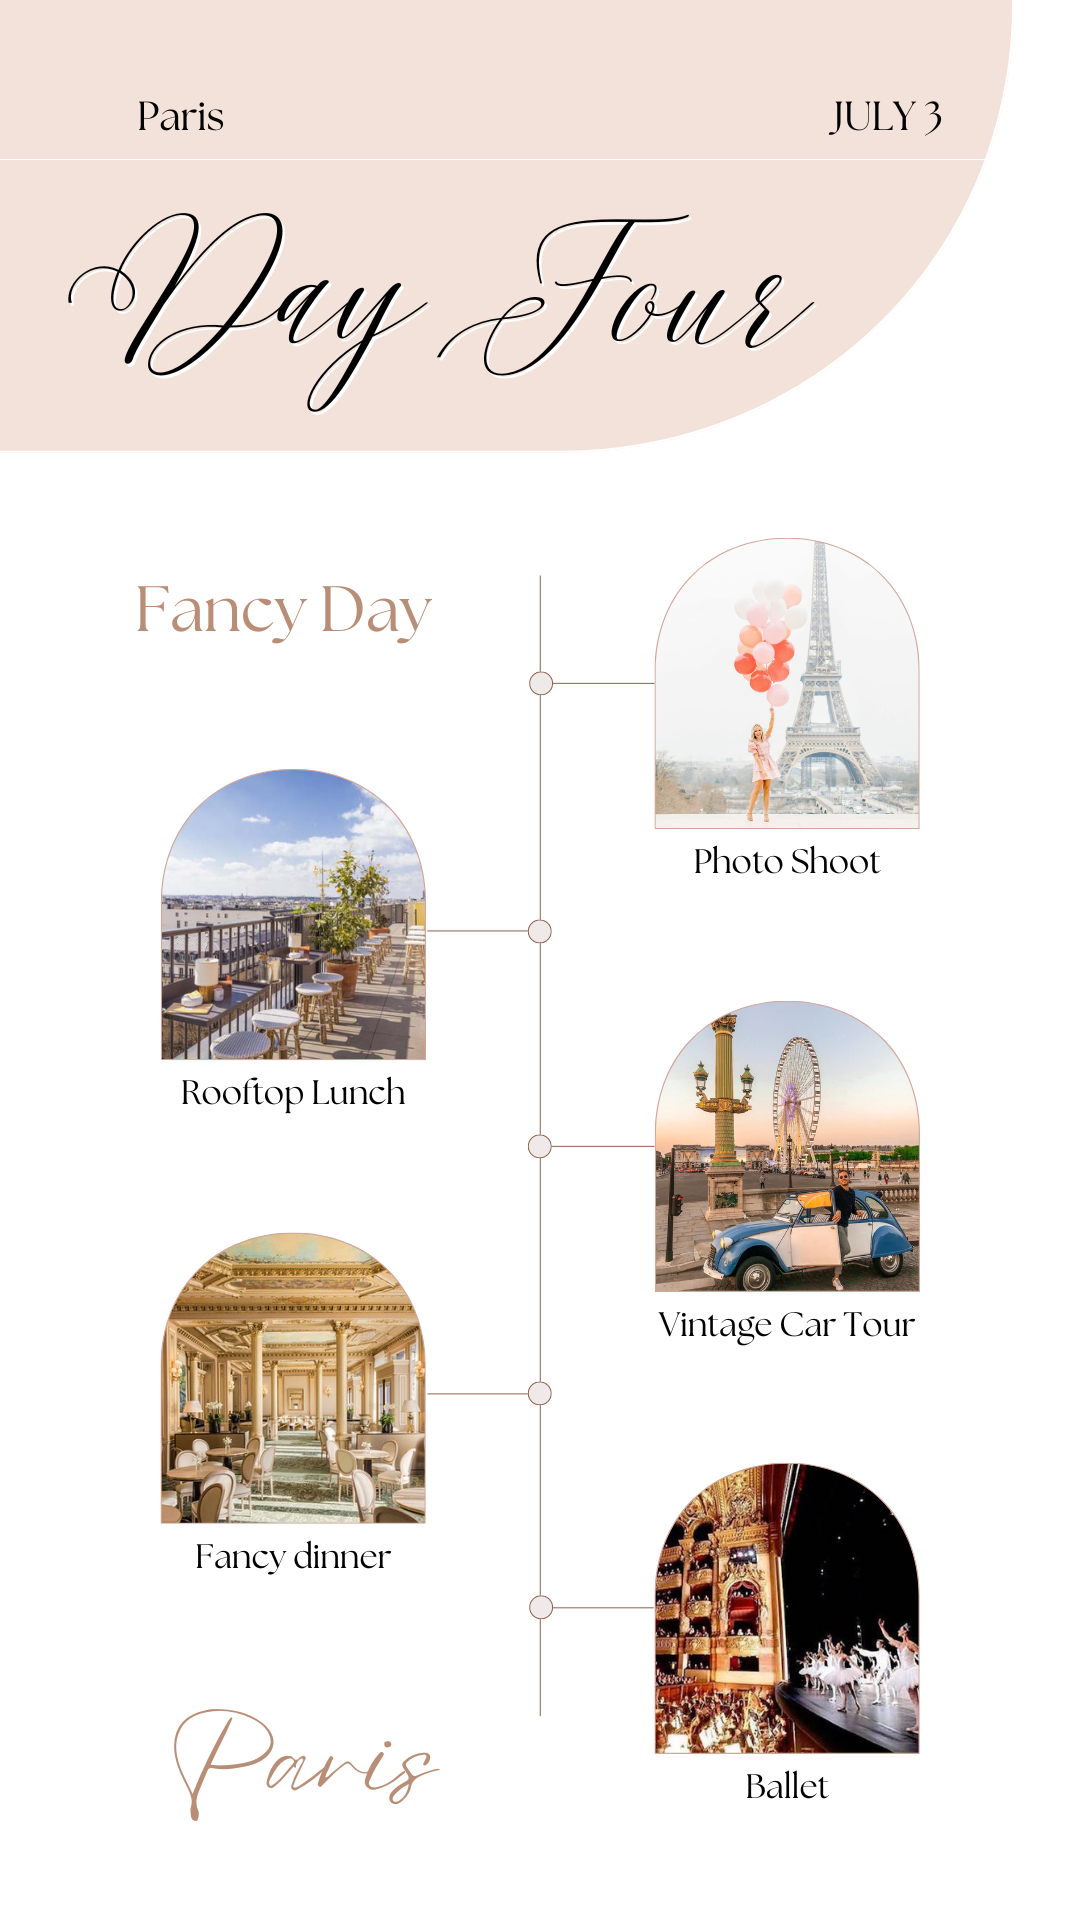 Paris
JULY 3
Day Four
Fancy Day
Photo Shoot
Rooftop Lunch
Vintage Car Tour
Fancy dinner
Ballet
Paris